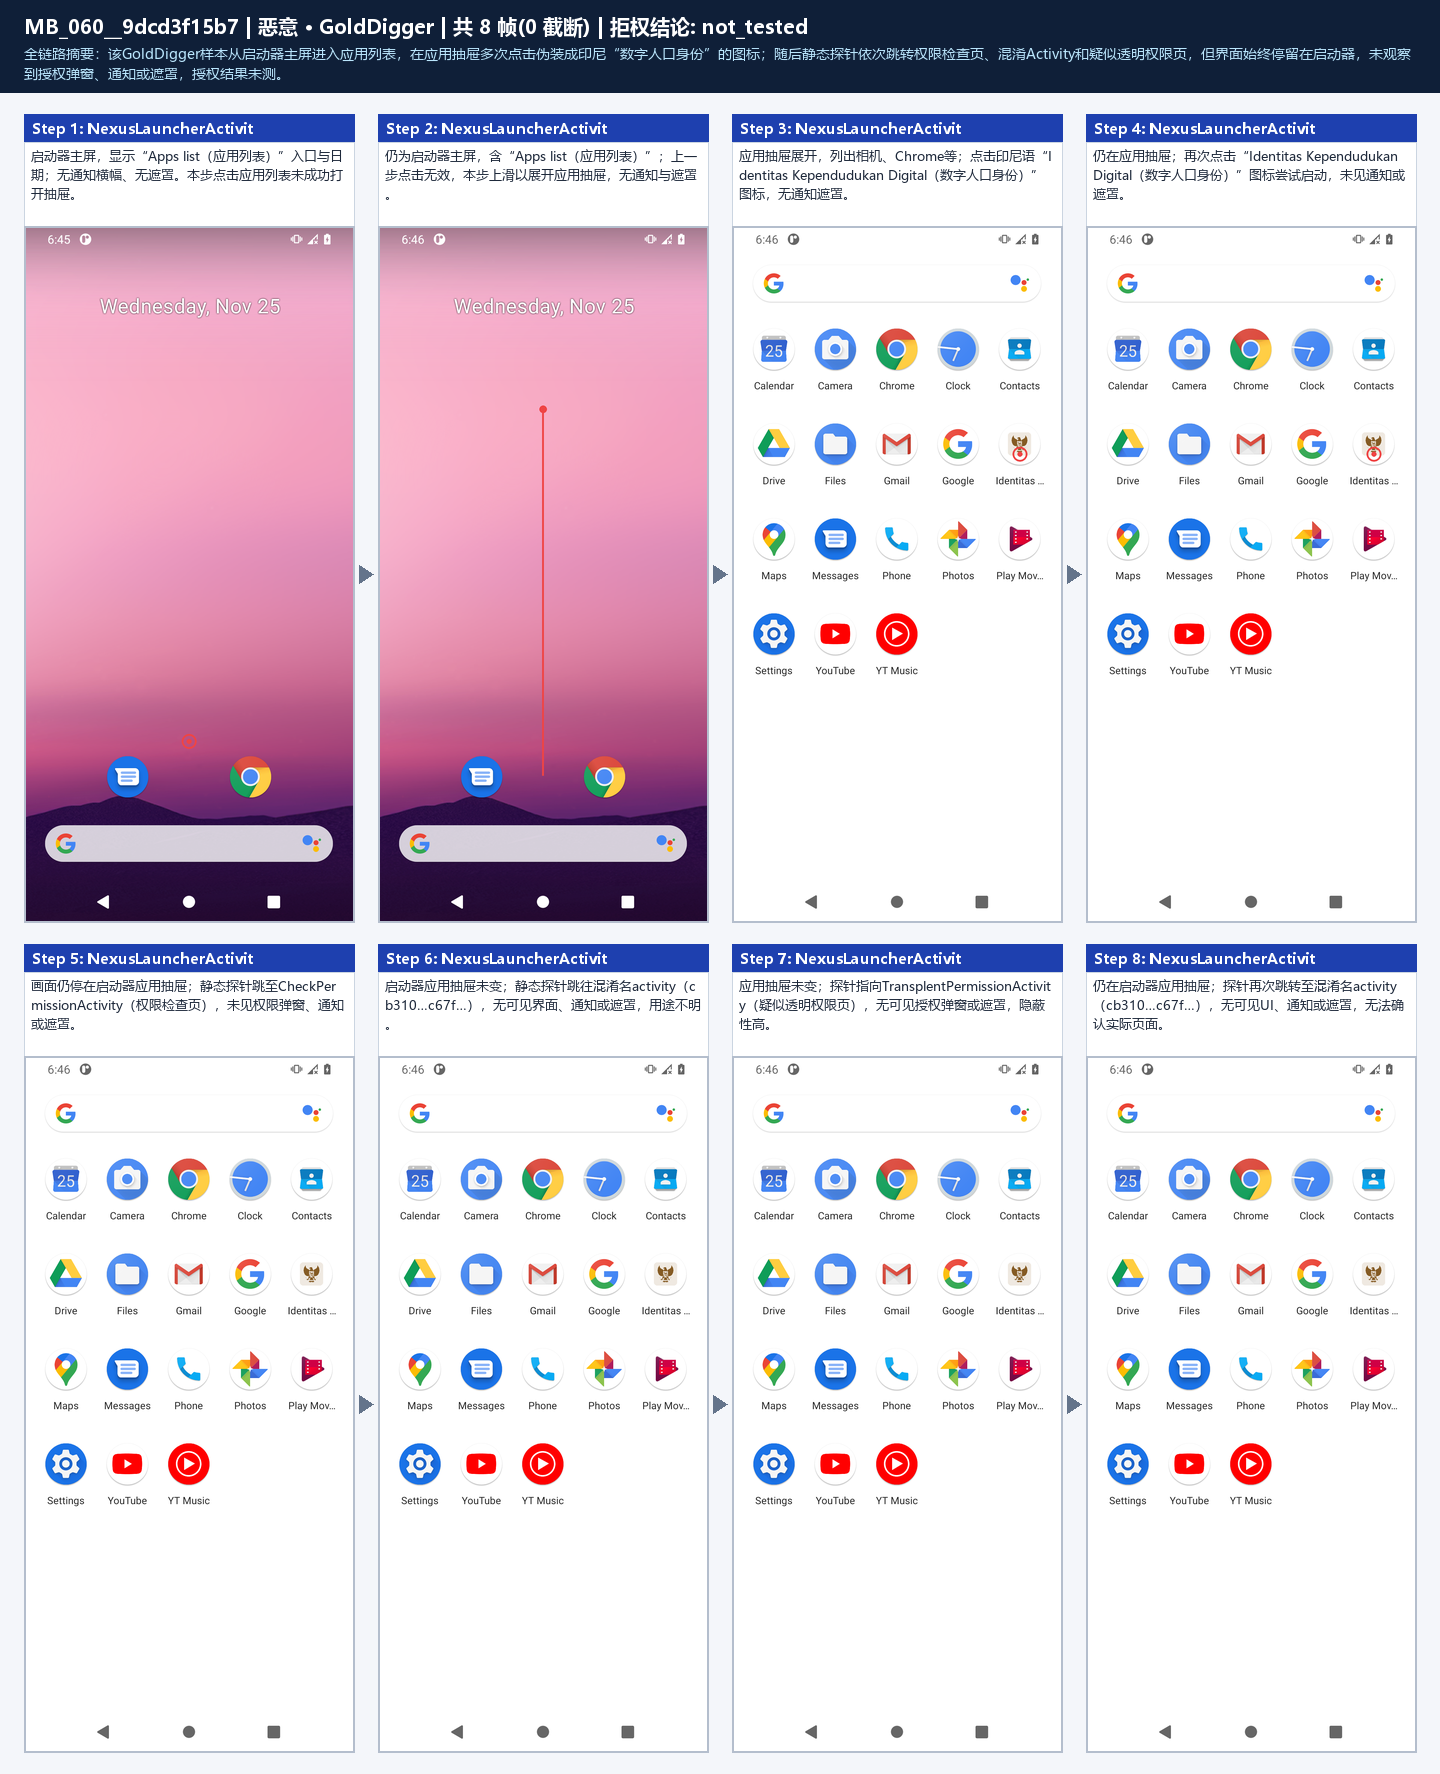 MB_060__9dcd3f15b7 | 恶意 • GoldDigger | 共 8 帧(0 截断) | 拒权结论: not_tested
全链路摘要：该GoldDigger样本从启动器主屏进入应用列表，在应用抽屉多次点击伪装成印尼“数字人口身份”的图标；随后静态探针依次跳转权限检查页、混淆Activity和疑似透明权限页，但界面始终停留在启动器，未观察
到授权弹窗、通知或遮罩，授权结果未测。
Step 1: NexusLauncherActivit
启动器主屏，显示“Apps list（应用列表）”入口与日
期；无通知横幅、无遮罩。本步点击应用列表未成功打
开抽屉。
6:45
Wednesday, Nov 25
Step 2: NexusLauncherActivit
仍为启动器主屏，含“Apps list（应用列表）”；上一
步点击无效，本步上滑以展开应用抽屉，无通知与遮罩
。
6:46
Wednesday, Nov 25
Step 3: NexusLauncherActivit
应用抽屉展开，列出相机、Chrome等；点击印尼语“I
dentitas Kependudukan Digital（数字人口身份）”
图标，无通知遮罩。
6:46
25
Calendar Camera Chrome Clock Contacts
Drive Files Gmail Google Identitas ...
Maps Messages Phone Photos Play Mov...
Settings YouTube YT Music
Step 4: NexusLauncherActivit
仍在应用抽屉；再次点击“Identitas Kependudukan
Digital（数字人口身份）”图标尝试启动，未见通知或
遮罩。
6:46
25
Calendar Camera Chrome Clock Contacts
Drive Files Gmail Google Identitas ...
Maps Messages Phone Photos Play Mov...
Settings YouTube YT Music
Step 5: NexusLauncherActivit
画面仍停在启动器应用抽屉；静态探针跳至CheckPer
missionActivity（权限检查页），未见权限弹窗、通知
或遮罩。
6:46
25
Calendar Camera Chrome Clock Contacts
Drive Files Gmail Google Identitas ...
Maps Messages Phone Photos Play Mov...
Settings YouTube YT Music
Step 6: NexusLauncherActivit
启动器应用抽屉未变；静态探针跳往混淆名activity（c
b310...c67f...），无可见界面、通知或遮罩，用途不明
。
6:46
25
Calendar Camera Chrome Clock Contacts
Drive Files Gmail Google Identitas ...
Maps Messages Phone Photos Play Mov...
Settings YouTube YT Music
Step 7: NexusLauncherActivit
应用抽屉未变；探针指向TransplentPermissionActivit
y（疑似透明权限页），无可见授权弹窗或遮罩，隐蔽
性高。
6:46
25
Calendar Camera Chrome Clock Contacts
Drive Files Gmail Google Identitas ...
Maps Messages Phone Photos Play Mov...
Settings YouTube YT Music
Step 8: NexusLauncherActivit
仍在启动器应用抽屉；探针再次跳转至混淆名activity
（cb310...c67f...），无可见UI、通知或遮罩，无法确
认实际页面。
6:46
25
Calendar Camera Chrome Clock Contacts
Drive Files Gmail Google Identitas ...
Maps Messages Phone Photos Play Mov...
Settings YouTube YT Music